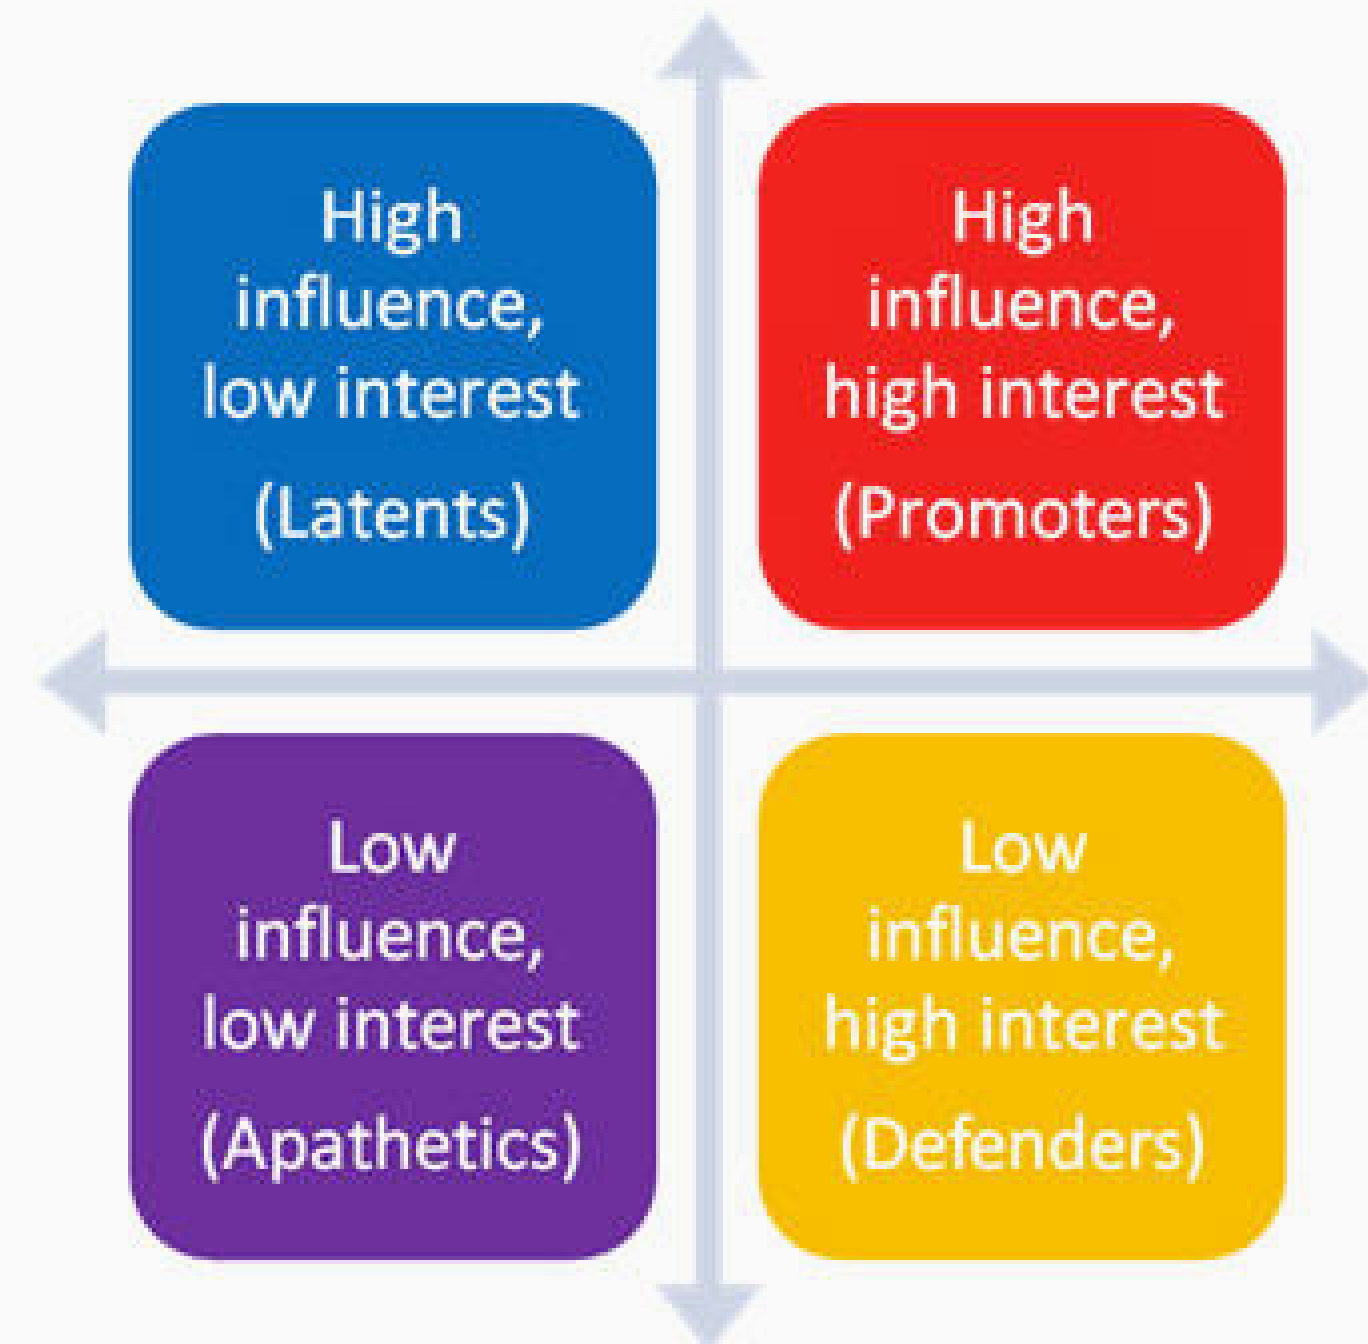 High
influence,
low interest
(Latents)
High
influence,
high interest
(Promoters)
Low
influence,
low interest
(Apathetics)
Low
influence,
high interest
(Defenders)